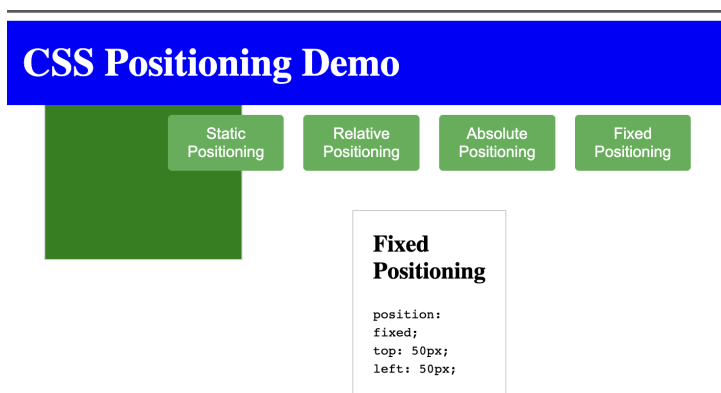 CSS Positioning Demo
Static
Positioning
Relative
Positioning
Absolute
Positioning
Fixed
Positioning
Fixed
Positioning
position:
fixed;
top: 50px;
left: 50px;